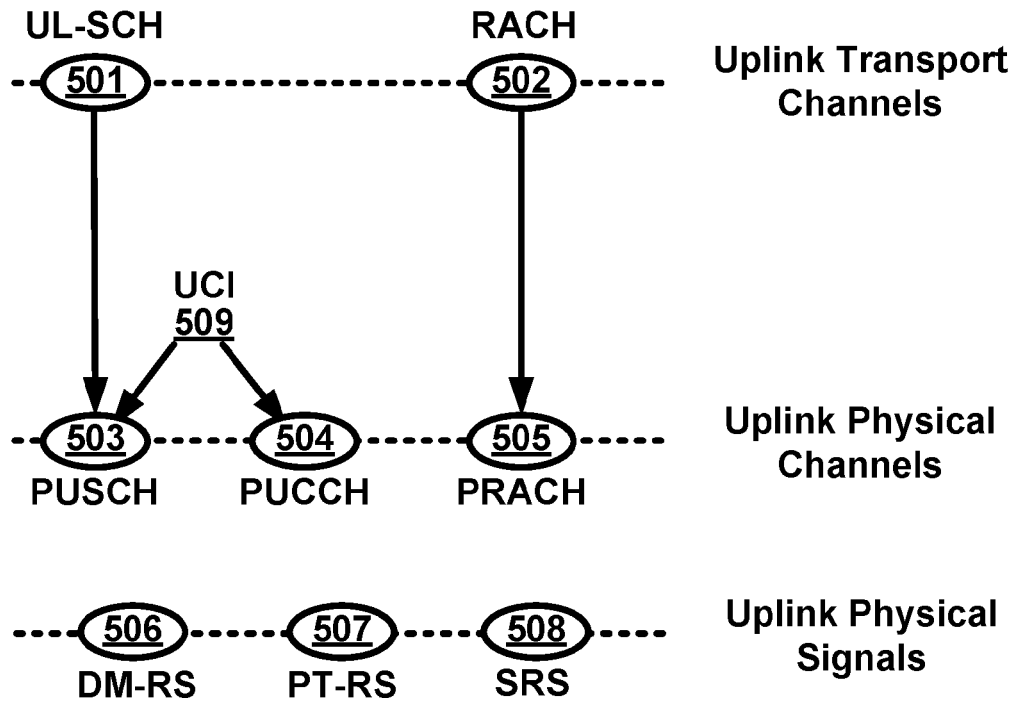 UL-SCH
RACH
501
502
Uplink Transport
Channels
UCI
509
503
504
505
Uplink Physical
Channels
PUSCH
PUCCH
PRACH
506
507
508
Uplink Physical
Signals
DM-RS
PT-RS
SRS